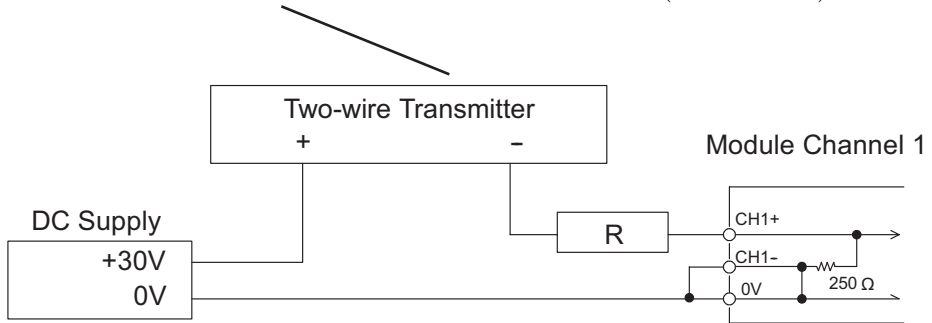 Two-wire Transmitter
+ −
Module Channel 1
DC Supply
+30V
0V
R
CH1+
CH1−
0V
250 Ω